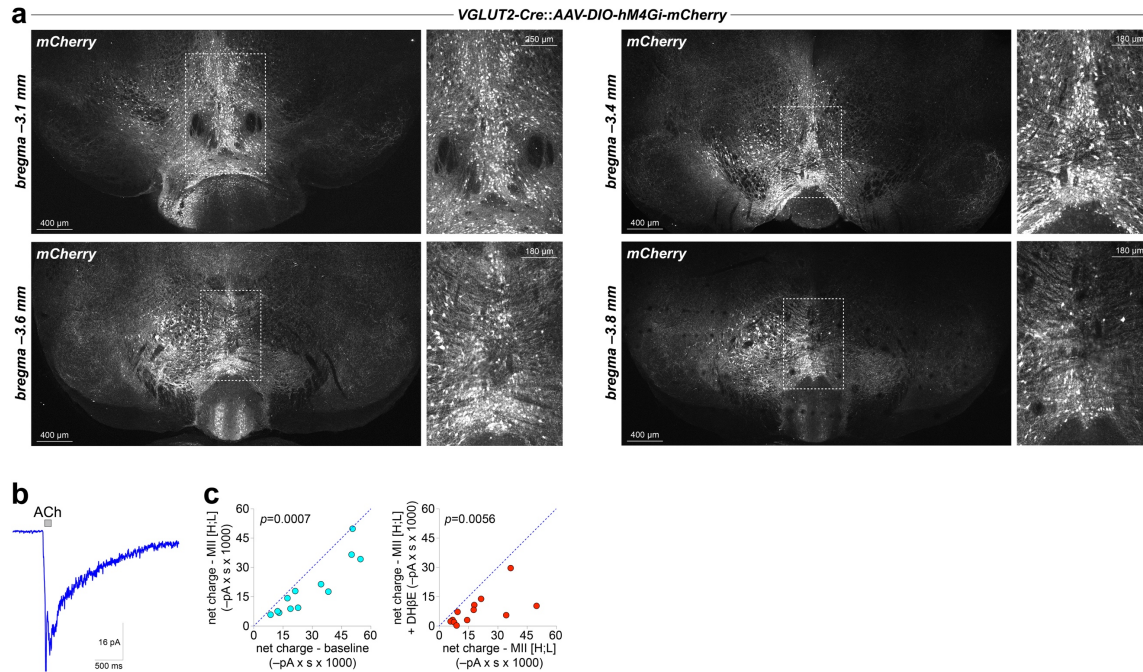 a
VGLUT2-Cre::AAV-DIO-hM4Gi-mCherry
bregma –3.1 mm
mCherry
400 µm
250 µm
bregma –3.4 mm
mCherry
400 µm
180 µm
bregma –3.6 mm
mCherry
400 µm
180 µm
bregma –3.8 mm
mCherry
400 µm
180 µm
b
ACh
16 pA
500 ms
c
net charge - MII [H;L]
(–pA x s x 1000)
60
45
30
15
0
p=0.0007
0 15 30 45 60
net charge - baseline
(–pA x s x 1000)
net charge - MII [H;L]
+ DHβE (–pA x s x 1000)
60
45
30
15
0
p=0.0056
0 15 30 45 60
net charge - MII [H;L]
(–pA x s x 1000)